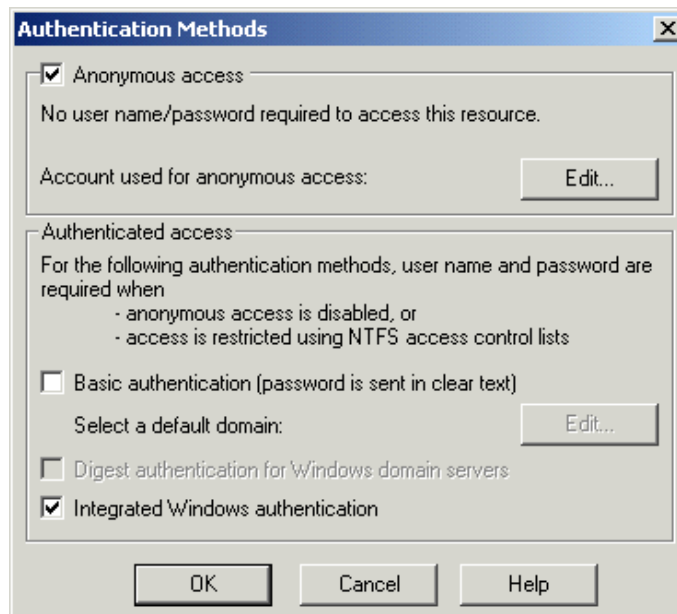 Authentication Methods
Anonymous access
No user name/password required to access this resource.
Account used for anonymous access:
Edit...
Authenticated access
For the following authentication methods, user name and password are
required when
- anonymous access is disabled, or
- access is restricted using NTFS access control lists
Basic authentication (password is sent in clear text)
Select a default domain:
Edit...
Digest authentication for Windows domain servers
Integrated Windows authentication
OK
Cancel
Help